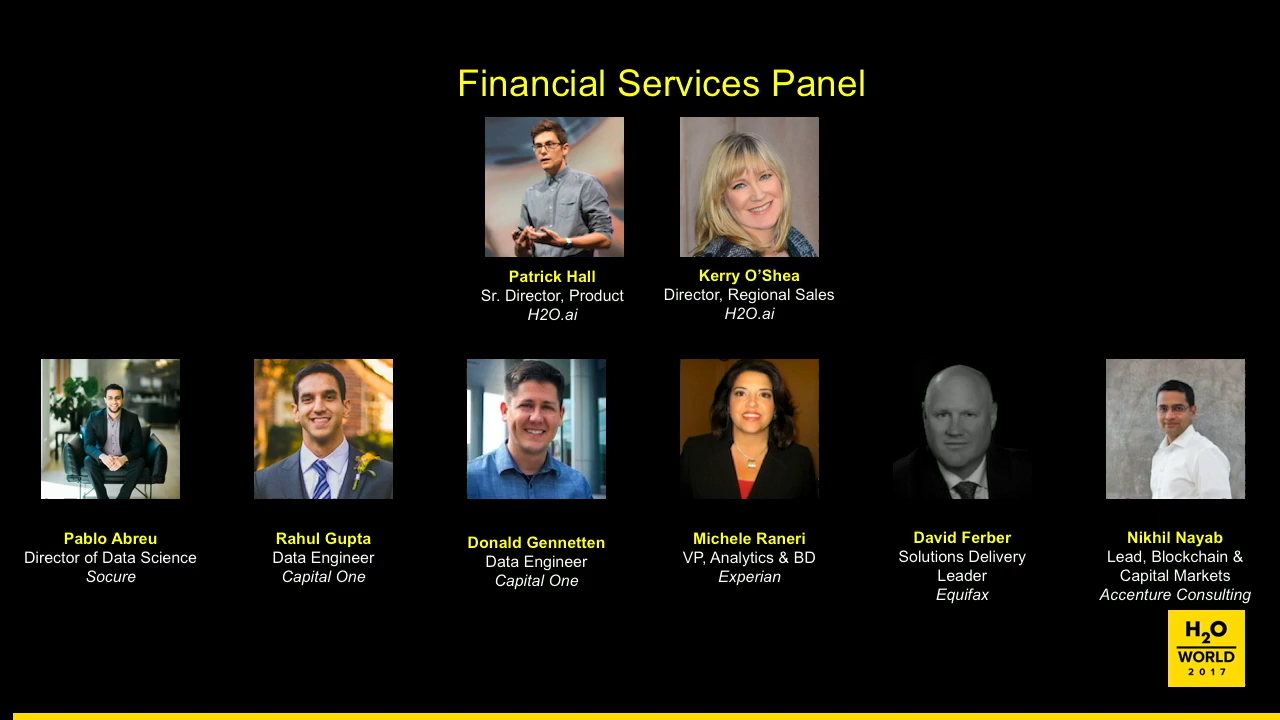 Financial Services Panel
Patrick Hall
Sr. Director, Product
H2O.ai
Kerry O’Shea
Director, Regional Sales
H2O.ai
Pablo Abreu
Director of Data Science
Socure
Rahul Gupta
Data Engineer
Capital One
Donald Gennetten
Data Engineer
Capital One
Michele Raneri
VP, Analytics & BD
Experian
David Ferber
Solutions Delivery
Leader
Equifax
Nikhil Nayab
Lead, Blockchain &
Capital Markets
Accenture Consulting
H2O
WORLD
2017